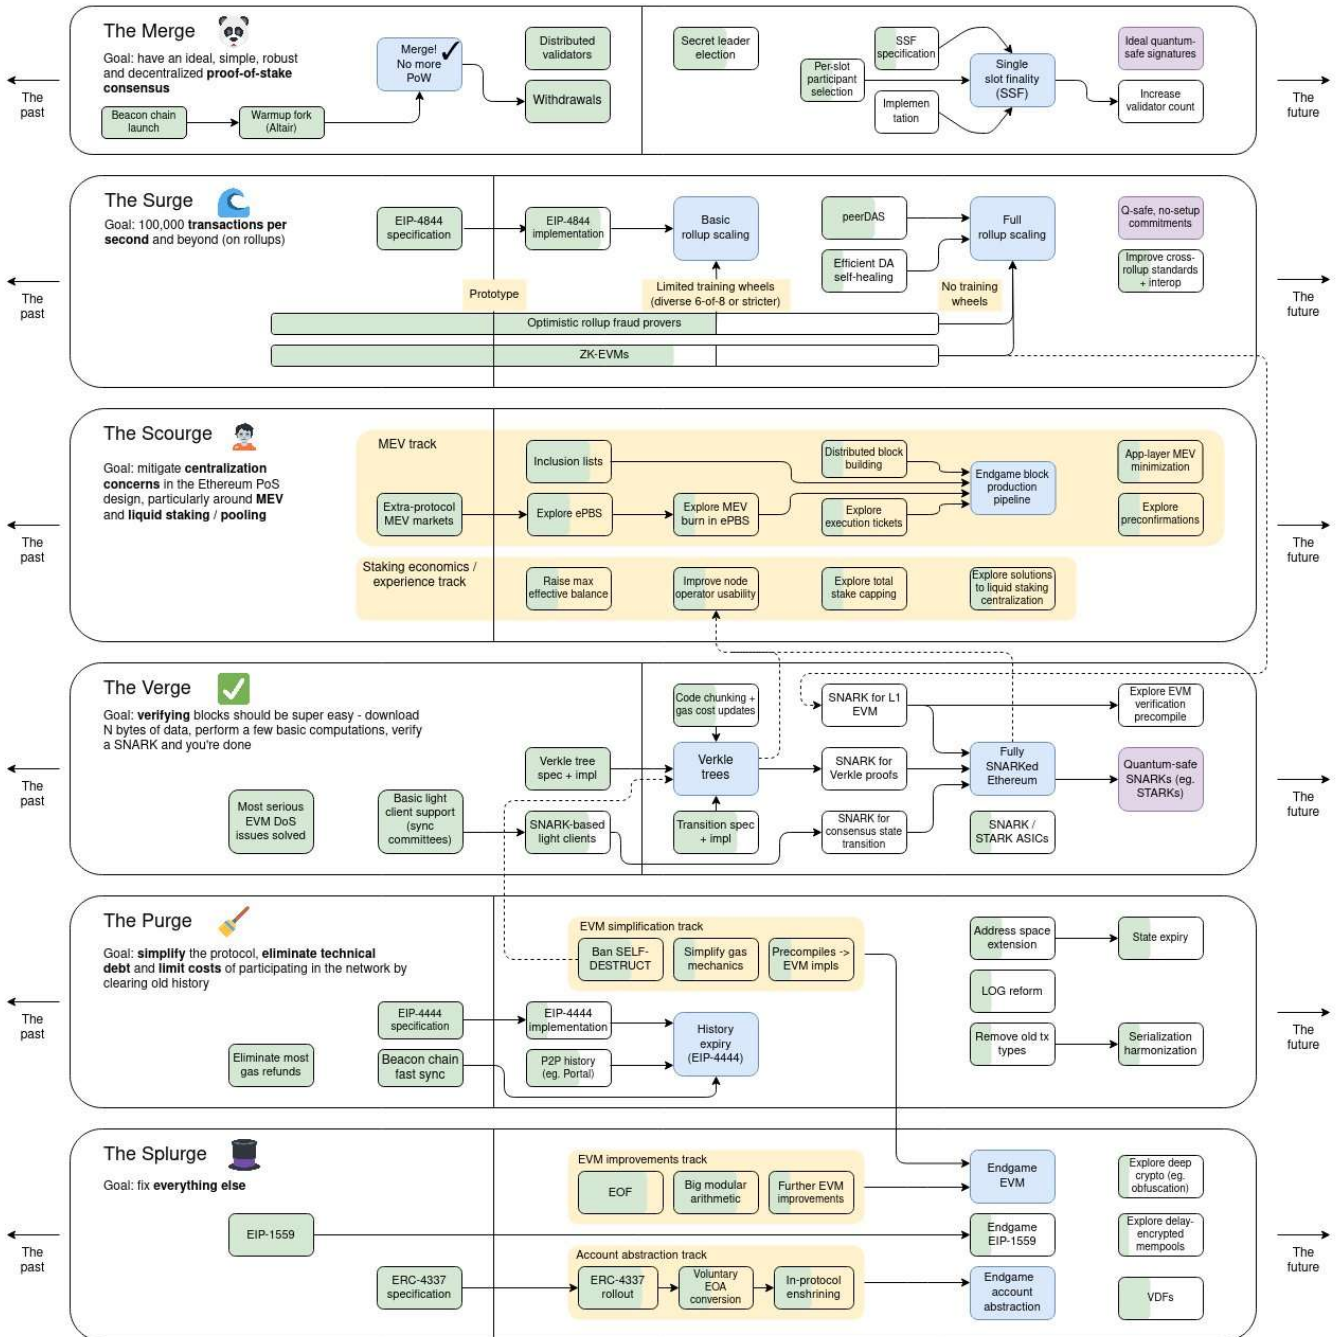 The Merge
Goal: have an ideal, simple, robust
and decentralized proof-of-stake
consensus
Beacon chain
launch
Warmup fork
(Altair)
Merge!
No more
PoW
Distributed
validators
Withdrawals
Secret leader
election
SSF
specification
Per-slot
participant
selection
Implemen
tation
Single
slot finality
(SSF)
Ideal quantum-
safe signatures
Increase
validator count
The
past
The
future
The Surge
Goal: 100,000 transactions per
second and beyond (on rollups)
EIP-4844
specification
EIP-4844
implementation
Basic
rollup scaling
peerDAS
Efficient DA
self-healing
Full
rollup scaling
Q-safe, no-setup
commitments
Improve cross-
rollup standards
+ interop
Prototype
Limited training wheels
(diverse 6-of-8 or stricter)
No training
wheels
Optimistic rollup fraud provers
ZK-EVMs
The
past
The
future
The Scourge
Goal: mitigate centralization
concerns in the Ethereum PoS
design, particularly around MEV
and liquid staking / pooling
MEV track
Extra-protocol
MEV markets
Inclusion lists
Explore ePBS
Explore MEV
burn in ePBS
Distributed block
building
Explore
execution tickets
Endgame block
production
pipeline
App-layer MEV
minimization
Explore
preconfirmations
Staking economics /
experience track
Raise max
effective balance
Improve node
operator usability
Explore total
stake capping
Explore solutions
to liquid staking
centralization
The
past
The
future
The Verge
Goal: verifying blocks should be super easy - download
N bytes of data, perform a few basic computations, verify
a SNARK and you're done
Most serious
EVM DoS
issues solved
Basic light
client support
(sync
committees)
Verkle tree
spec + impl
SNARK-based
light clients
Code chunking +
gas cost updates
Verkle
trees
Transition spec
+ impl
SNARK for L1
EVM
SNARK for
Verkle proofs
SNARK for
consensus state
transition
Fully
SNARKed
Ethereum
SNARK /
STARK ASICs
Explore EVM
verification
precompile
Quantum-safe
SNARKs (eg.
STARKs)
The
past
The
future
The Purge
Goal: simplify the protocol, eliminate technical
debt and limit costs of participating in the network by
clearing old history
Eliminate most
gas refunds
EIP-4444
specification
Beacon chain
fast sync
EVM simplification track
Ban SELF-
DESTRUCT
Simplify gas
mechanics
Precompiles ->
EVM impls
EIP-4444
implementation
P2P history
(eg. Portal)
History
expiry
(EIP-4444)
Address space
extension
State expiry
LOG reform
Remove old tx
types
Serialization
harmonization
The
past
The
future
The Splurge
Goal: fix everything else
EIP-1559
ERC-4337
specification
EVM improvements track
EOF
Big modular
arithmetic
Further EVM
improvements
Account abstraction track
ERC-4337
rollout
Voluntary
EOA
conversion
In-protocol
enshrining
Endgame
EVM
Endgame
EIP-1559
Endgame
account
abstraction
Explore deep
crypto (eg.
obfuscation)
Explore delay-
encrypted
mempools
VDFs
The
past
The
future